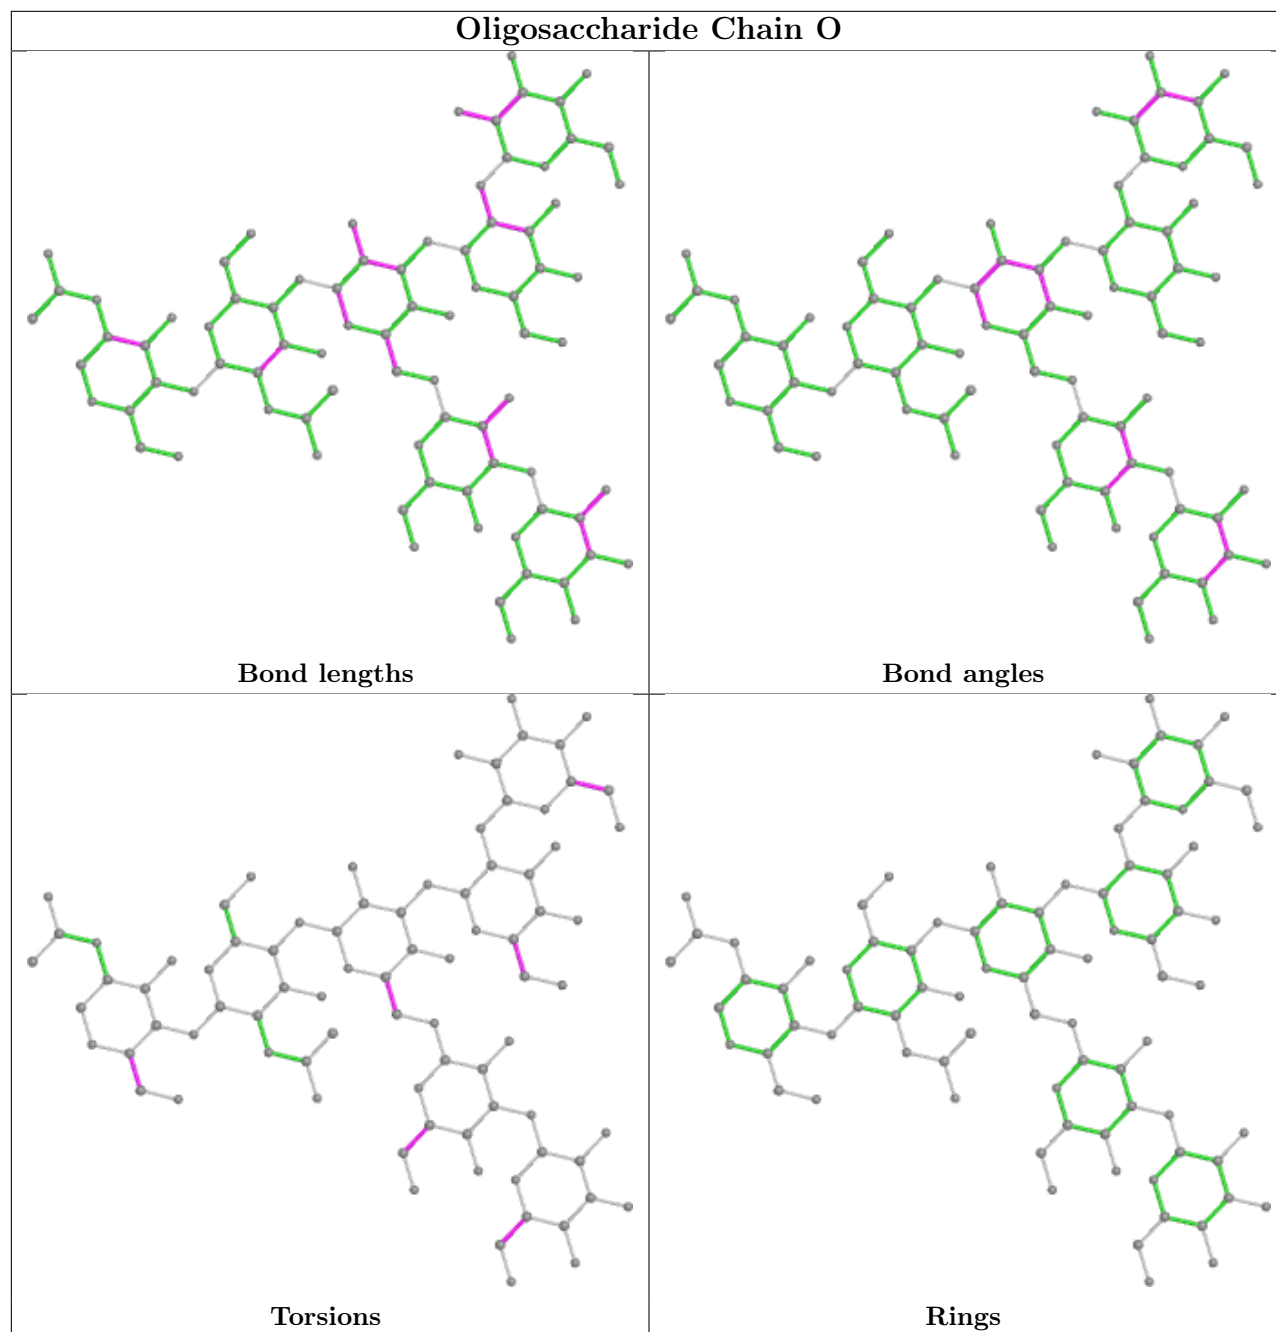 Oligosaccharide Chain O
Bond lengths
Bond angles
Torsions
Rings